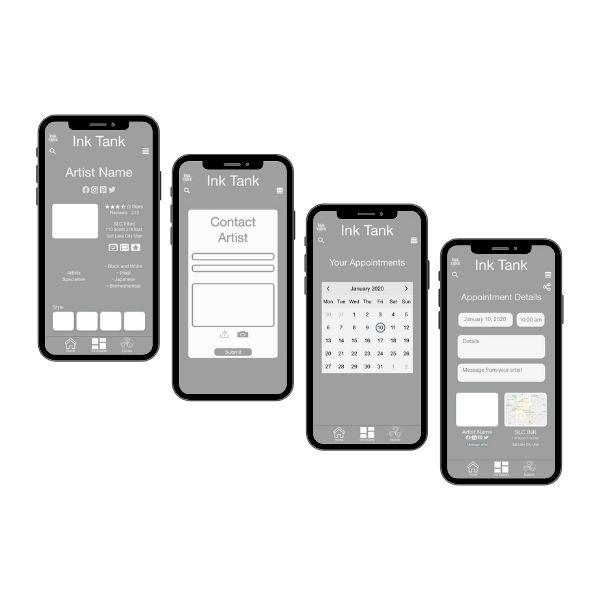 Ink Tank
Artist Name
Stars
Reviews 213
SLC Inked
Salt Lake City Utah
Artists
Specialties
- Black and White
- Tribal
- Japanese
- Biomechanical
Style
Ink Tank
Contact
Artist
Submit
Ink Tank
Your Appointments
January 2020
Mon Tue Wed Thu Fri Sat Sun
30 31 1 2 3 4 5
6 7 8 9 10 11 12
13 14 15 16 17 18 19
20 21 22 23 24 25 26
27 28 29 30 31 1 2
Ink Tank
Appointment Details
January 10, 2020 10:00 am
Details
Message from your artist
Artist Name SLC INK
Salt Lake City Utah